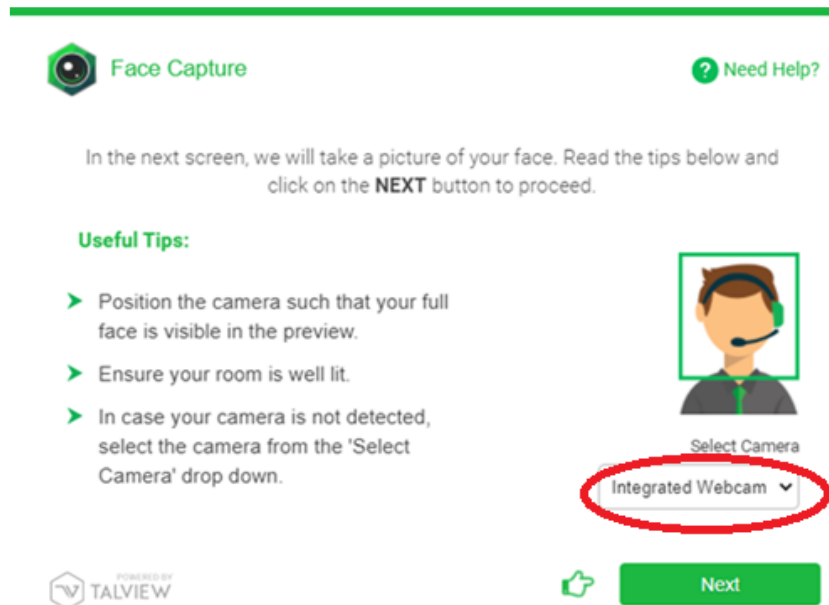 Face Capture
? Need Help?
In the next screen, we will take a picture of your face. Read the tips below and
click on the NEXT button to proceed.
Useful Tips:
Position the camera such that your full
face is visible in the preview.
Ensure your room is well lit.
In case your camera is not detected,
select the camera from the 'Select
Camera' drop down.
Select Camera
Integrated Webcam
POWERED BY
TALVIEW
Next